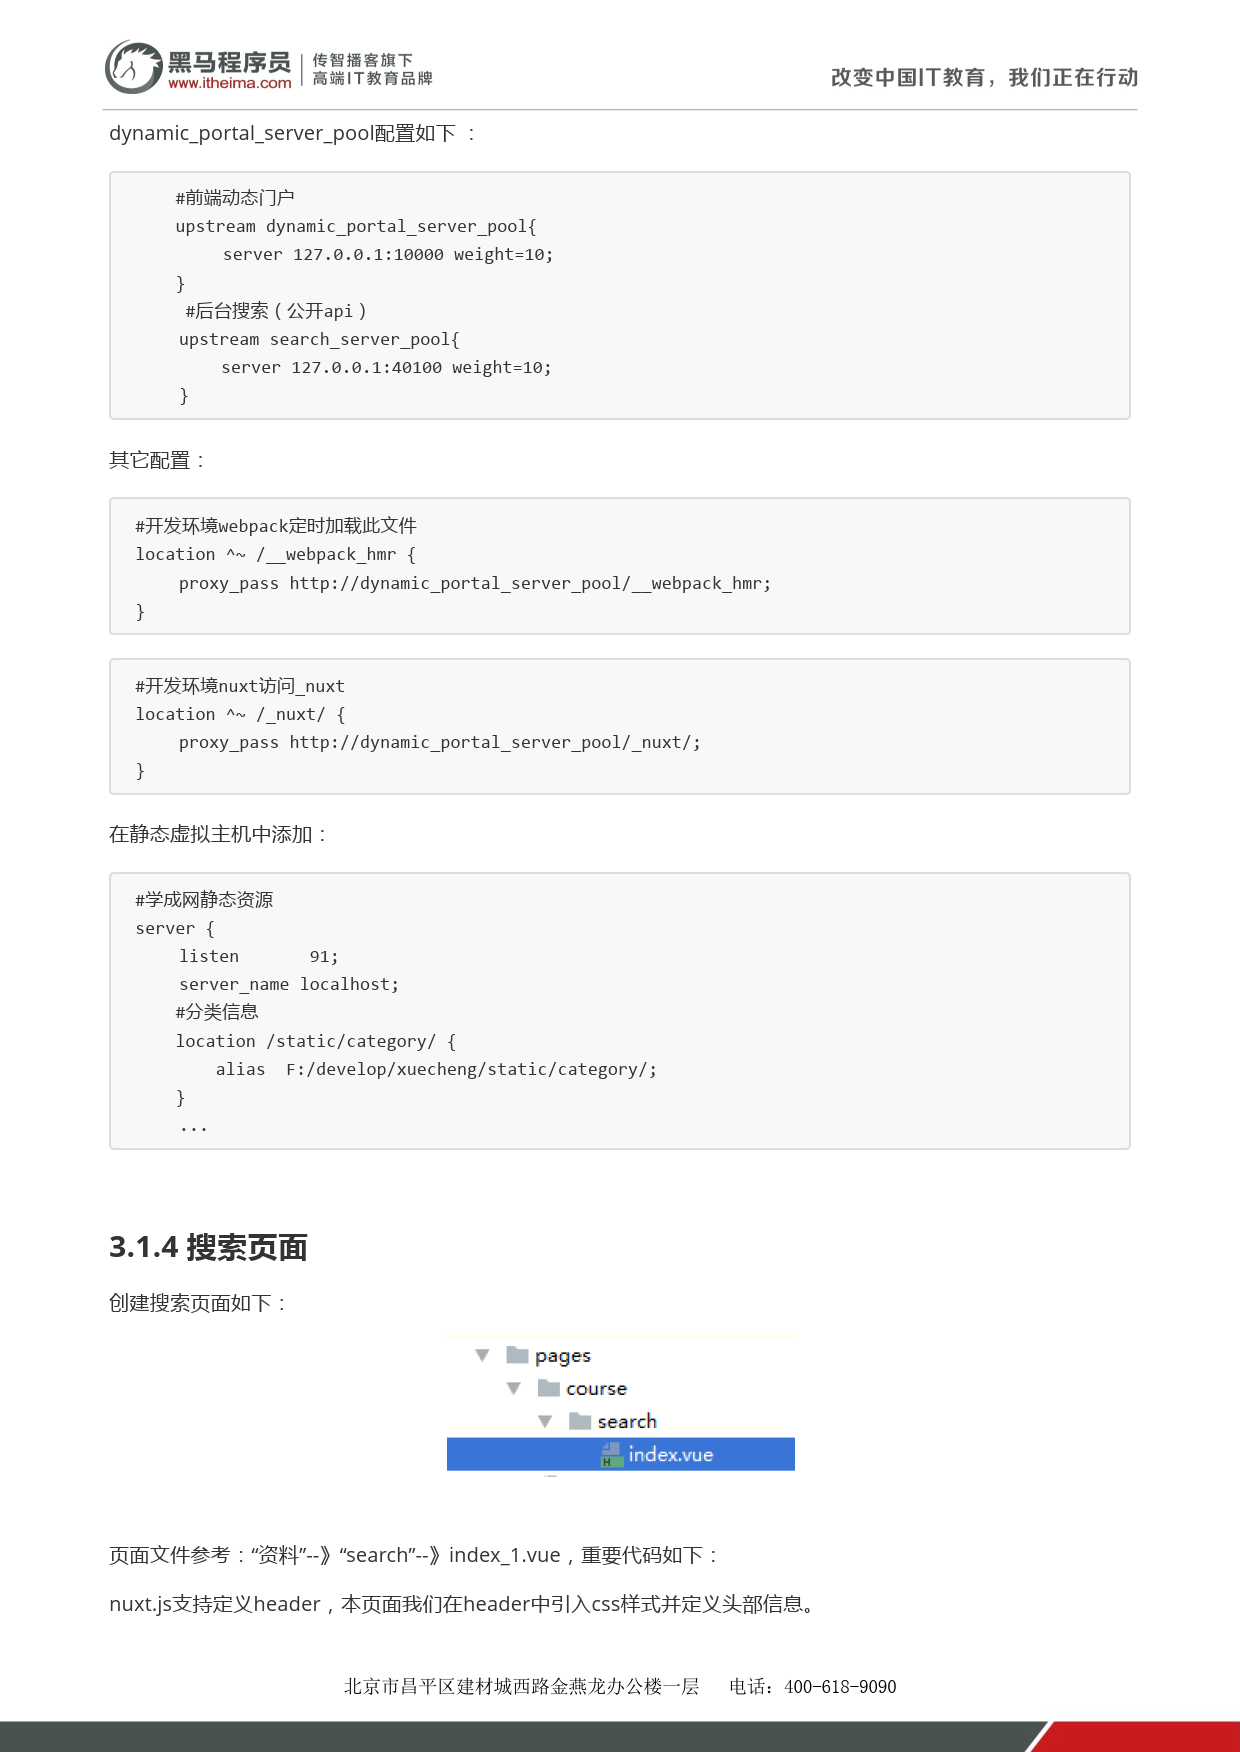 黑马程序员
www.itheima.com
传智播客旗下
高端IT教育品牌
改变中国IT教育，我们正在行动
dynamic_portal_server_pool配置如下 ：
#前端动态门户
upstream dynamic_portal_server_pool{
server 127.0.0.1:10000 weight=10;
}
#后台搜索（公开api）
upstream search_server_pool{
server 127.0.0.1:40100 weight=10;
}
其它配置：
#开发环境webpack定时加载此文件
location ^~ /__webpack_hmr {
proxy_pass http://dynamic_portal_server_pool/__webpack_hmr;
}
#开发环境nuxt访问_nuxt
location ^~ /_nuxt/ {
proxy_pass http://dynamic_portal_server_pool/_nuxt/;
}
在静态虚拟主机中添加：
#学成网静态资源
server {
listen       91;
server_name localhost;
#分类信息
location /static/category/ {
alias  F:/develop/xuecheng/static/category/;
}
...
3.1.4 搜索页面
创建搜索页面如下：
pages
course
search
index.vue
页面文件参考：“资料”--》“search”--》index_1.vue，重要代码如下：
nuxt.js支持定义header，本页面我们在header中引入css样式并定义头部信息。
北京市昌平区建材城西路金燕龙办公楼一层   电话：400-618-9090